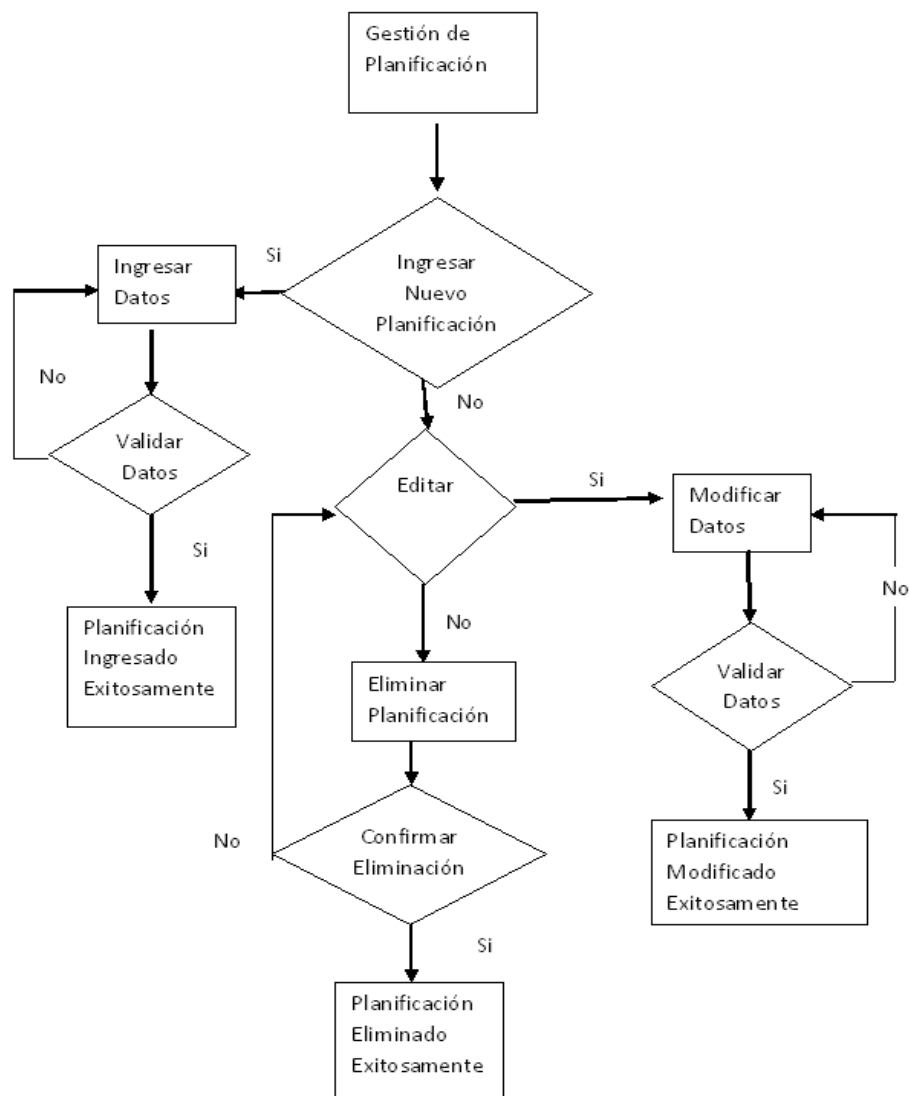 Gestión de
Planificación
Si
Ingresar
Datos
Ingresar
Nuevo
Planificación
No
No
Validar
Datos
Editar
Si
Modificar
Datos
Si
No
No
Planificación
Ingresado
Exitosamente
Eliminar
Planificación
Validar
Datos
Si
No
Confirmar
Eliminación
Planificación
Modificado
Exitosamente
Si
Planificación
Eliminado
Exitosamente